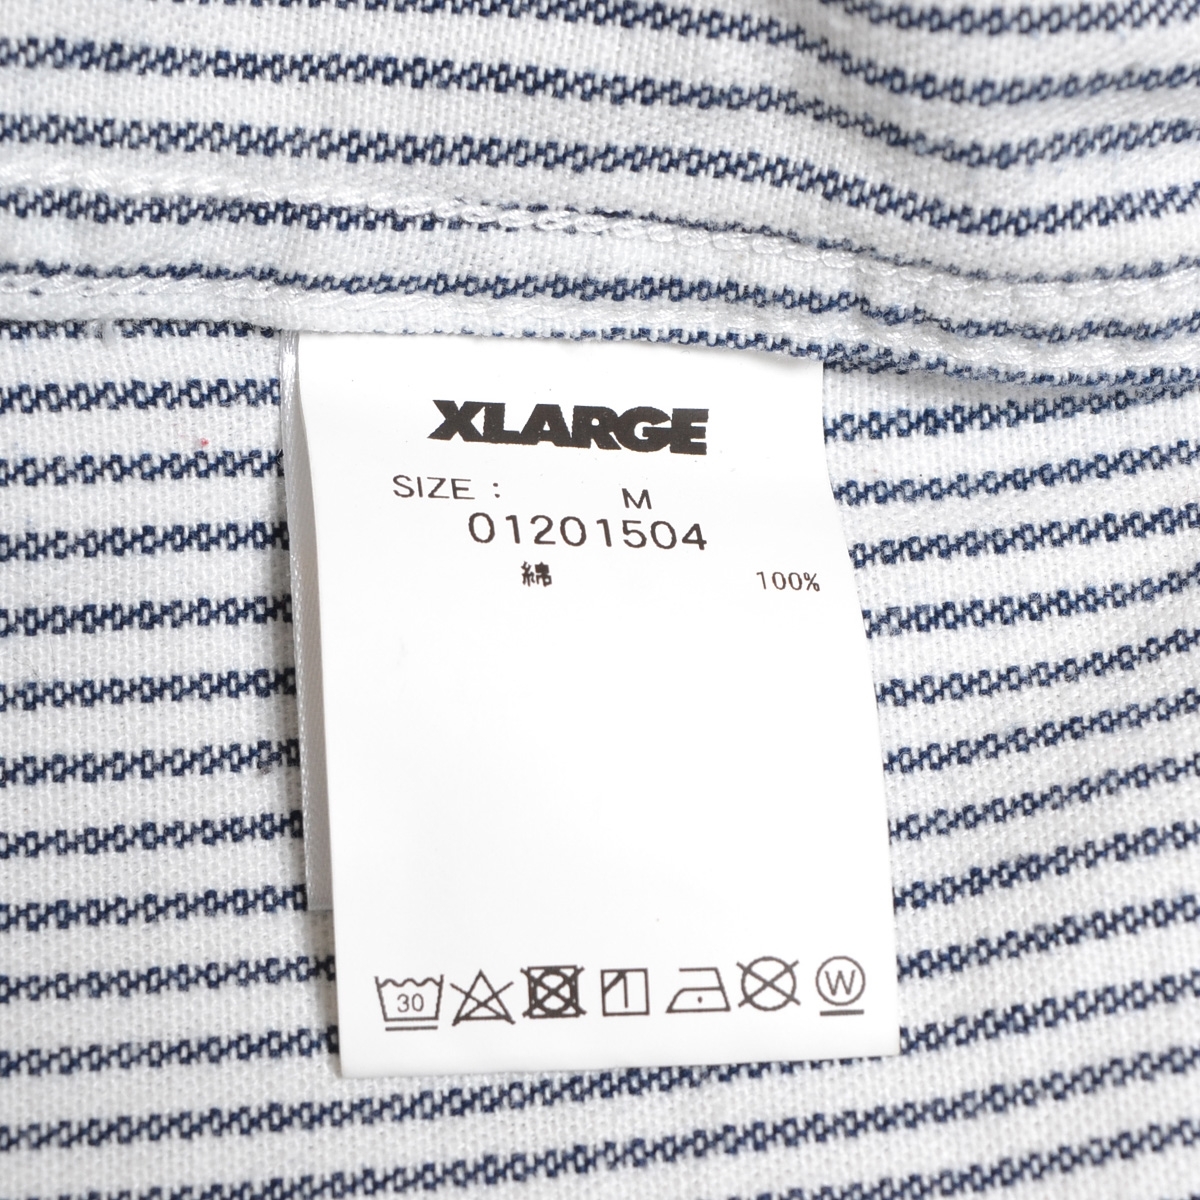 XLARGE
SIZE : M
01201504
綿 100%
30 W